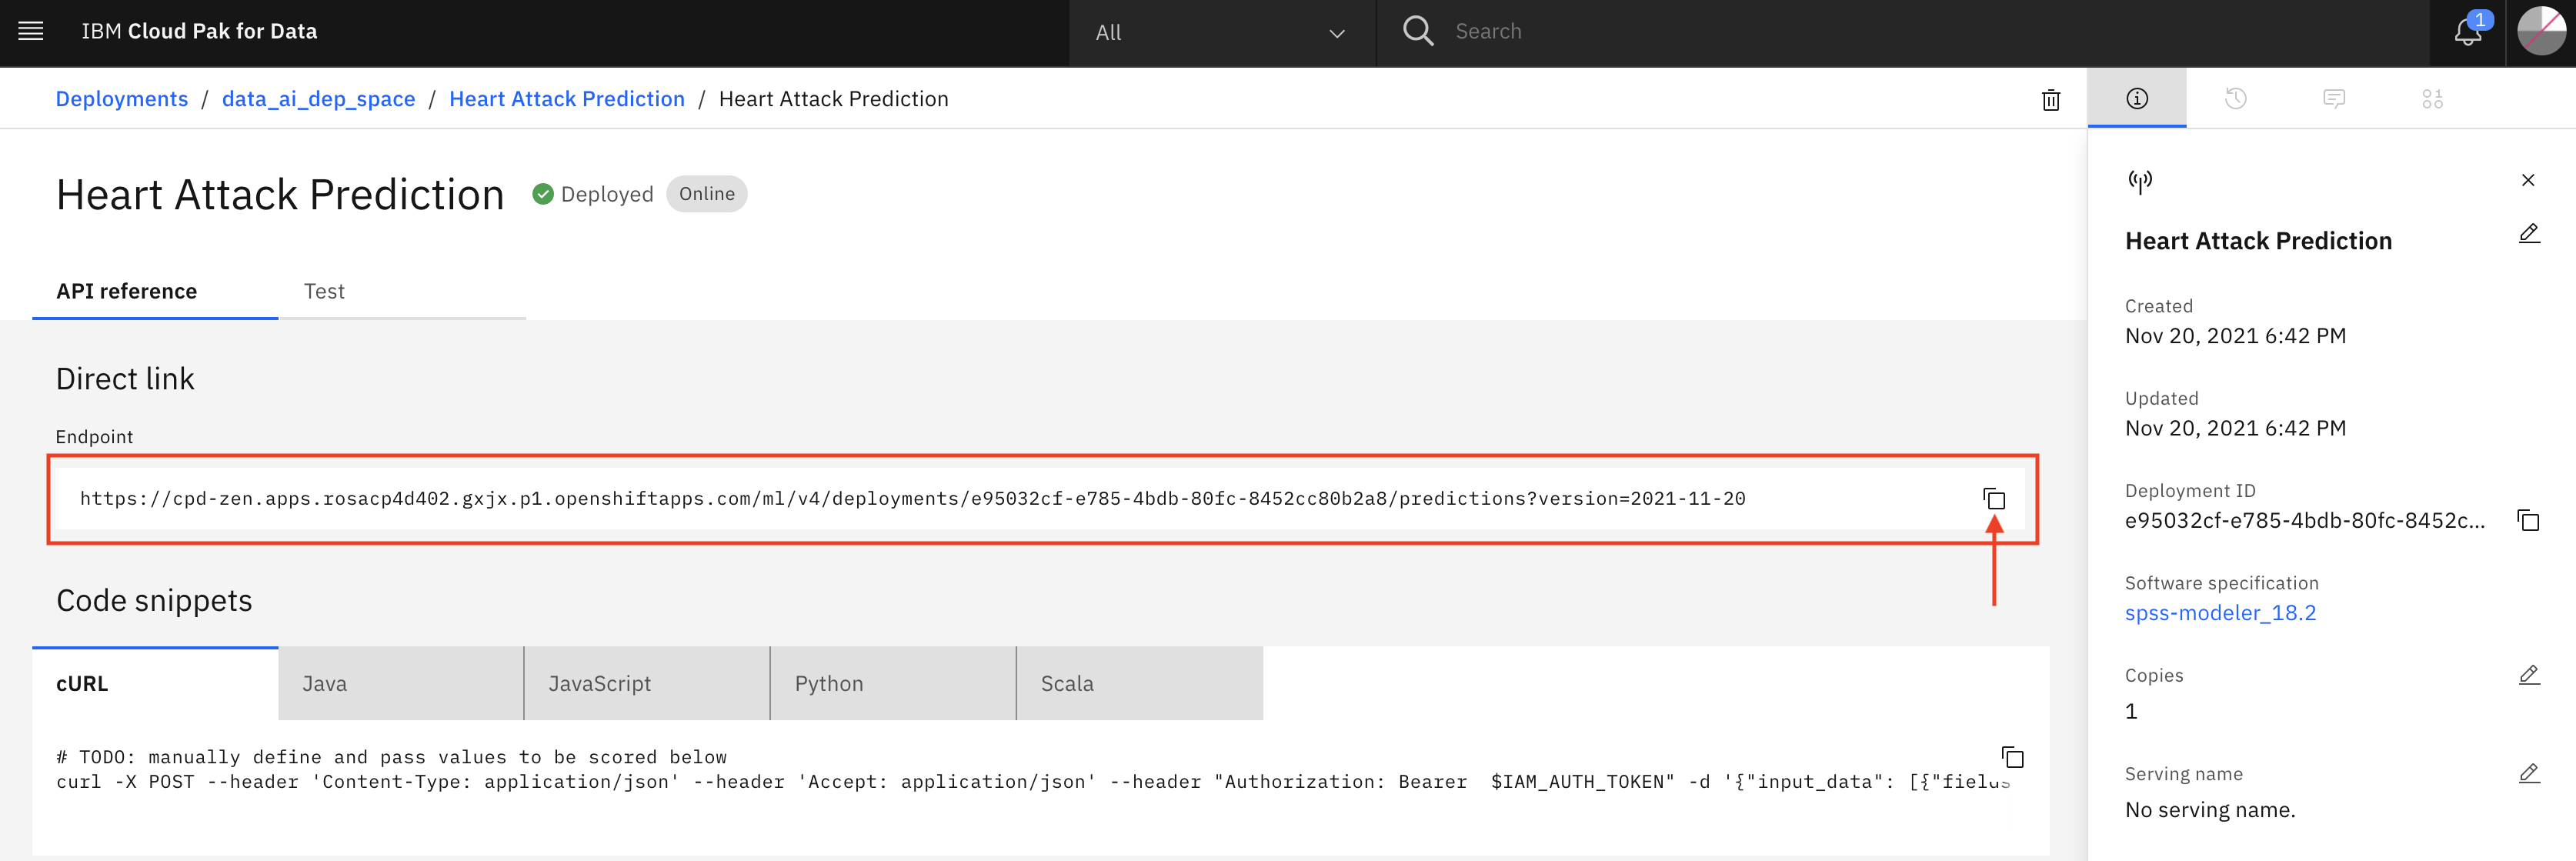 IBM Cloud Pak for Data
All
Search
1
Deployments / data_ai_dep_space / Heart Attack Prediction / Heart Attack Prediction
Heart Attack Prediction
Deployed
Online
API reference
Test
Direct link
Endpoint
https://cpd-zen.apps.rosacp4d402.gxjx.p1.openshiftapps.com/ml/v4/deployments/e95032cf-e785-4bdb-80fc-8452cc80b2a8/predictions?version=2021-11-20
Code snippets
cURL
Java
JavaScript
Python
Scala
# TODO: manually define and pass values to be scored below
curl -X POST --header 'Content-Type: application/json' --header 'Accept: application/json' --header "Authorization: Bearer  $IAM_AUTH_TOKEN" -d '{"input_data": [{"fields
Heart Attack Prediction
Created
Nov 20, 2021 6:42 PM
Updated
Nov 20, 2021 6:42 PM
Deployment ID
e95032cf-e785-4bdb-80fc-8452c...
Software specification
spss-modeler_18.2
Copies
1
Serving name
No serving name.